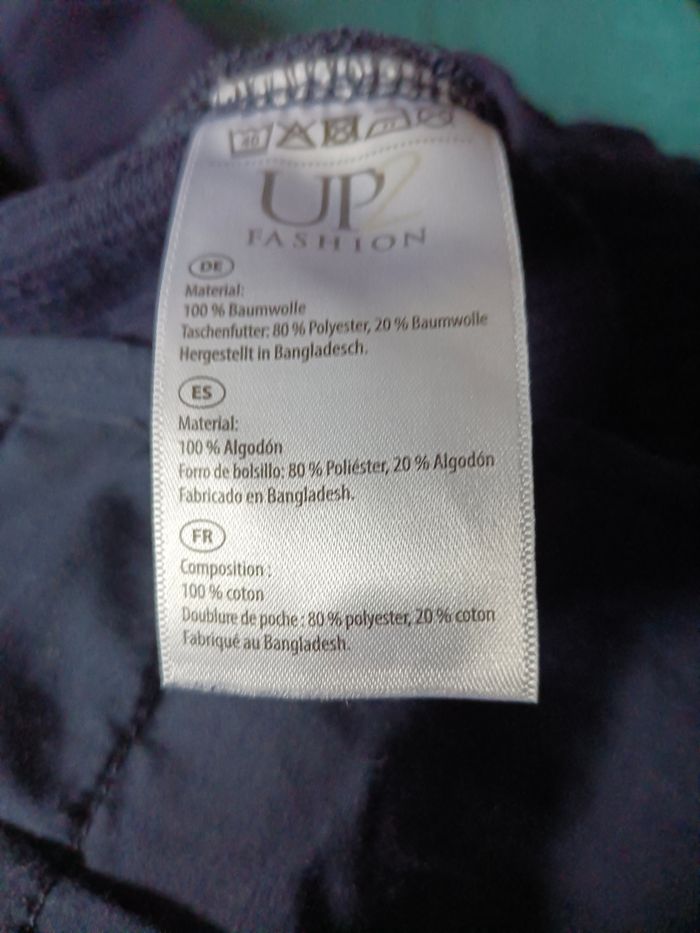 40
UP2
FASHION
DE
Material:
100 % Baumwolle
Taschenfutter: 80 % Polyester, 20 % Baumwolle
Hergestellt in Bangladesch.
ES
Material:
100 % Algodón
Forro de bolsillo: 80 % Poliéster, 20 % Algodón
Fabricado en Bangladesh.
FR
Composition :
100 % coton
Doublure de poche : 80 % polyester, 20 % coton
Fabriqué au Bangladesh.